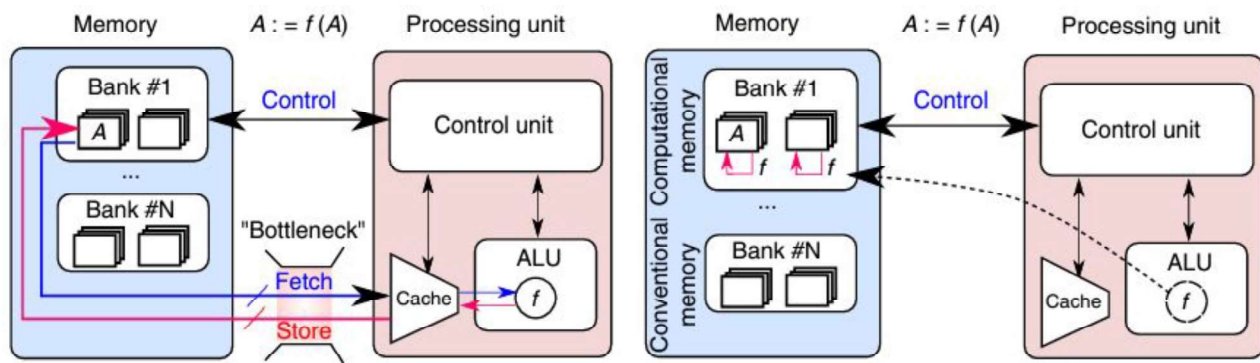 Memory
A := f(A)
Processing unit
Bank #1
A
...
Bank #N
Control
Control unit
"Bottleneck"
Fetch
Store
Cache
ALU
f
Memory
A := f(A)
Processing unit
Computational memory
Conventional memory
Bank #1
A
f
f
...
Bank #N
Control
Control unit
Cache
ALU
f